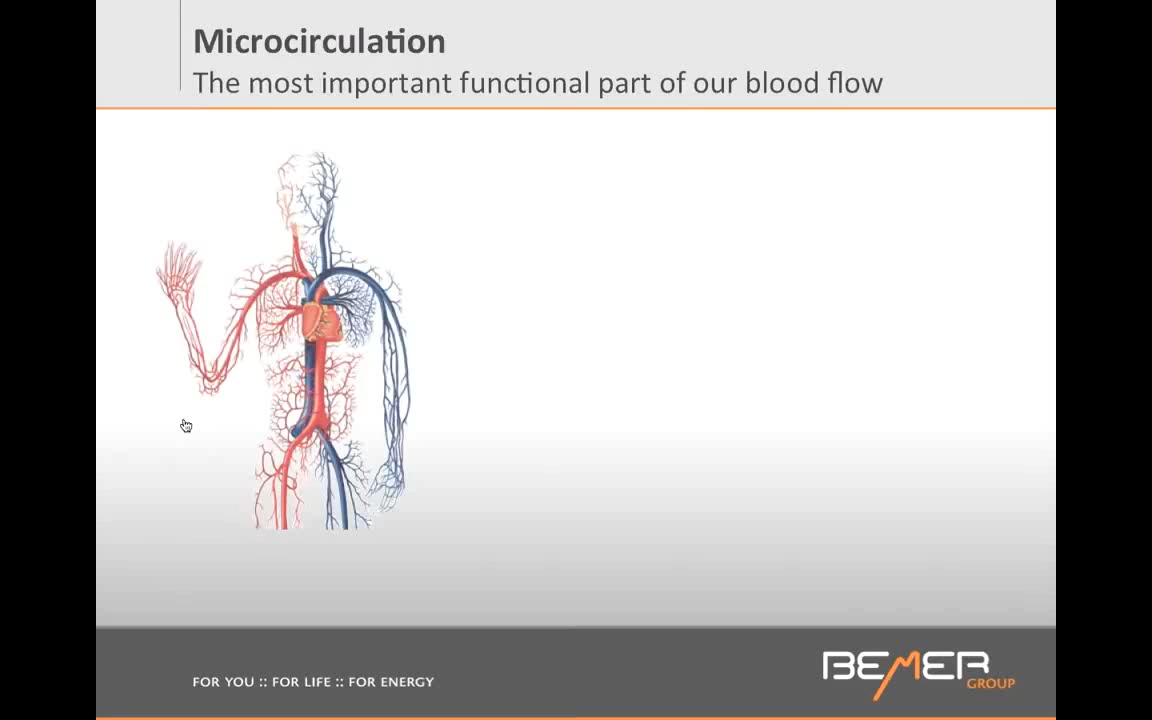 Microcirculation
The most important functional part of our blood flow
FOR YOU :: FOR LIFE :: FOR ENERGY
BEMER
GROUP